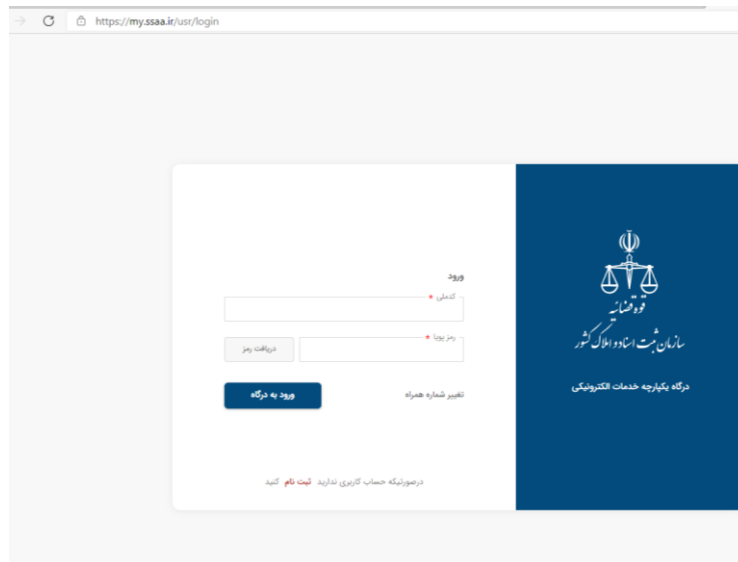 https://my.ssaa.ir/usr/login
قوه قضائیه
سازمان ثبت اسناد و املاک کشور
درگاه یکپارچه خدمات الکترونیکی
ورود
کدملی *
رمز پویا *
دریافت رمز
تغییر شماره همراه
ورود به درگاه
درصورتیکه حساب کاربری ندارید ثبت نام کنید